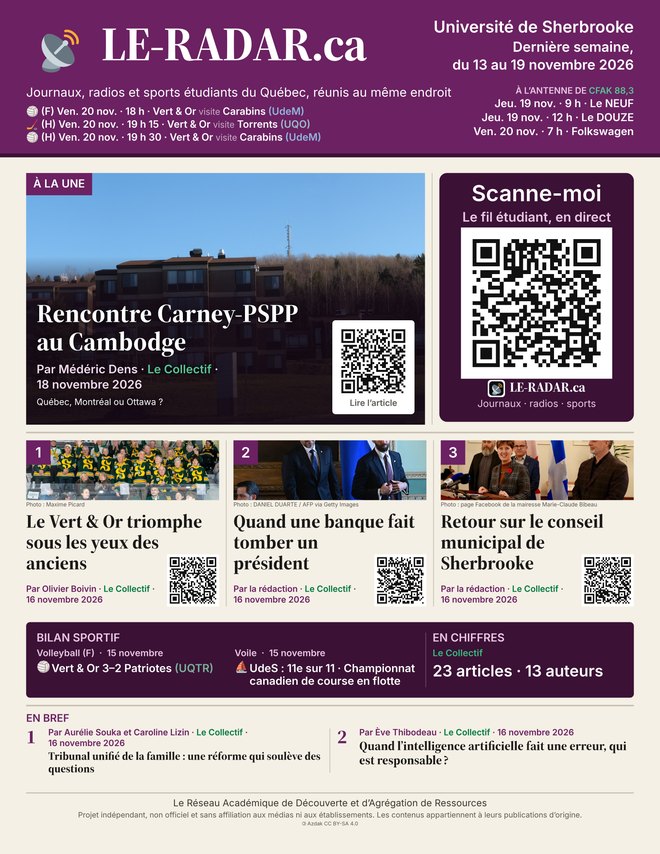 LE-RADAR.ca
Université de Sherbrooke
Dernière semaine,
du 13 au 19 novembre 2026
Journaux, radios et sports étudiants du Québec, réunis au même endroit
(F) Ven. 20 nov. · 18 h · Vert & Or visite Carabins (UdeM)
(H) Ven. 20 nov. · 19 h 15 · Vert & Or visite Torrents (UQO)
(H) Ven. 20 nov. · 19 h 30 · Vert & Or visite Carabins (UdeM)
À L'ANTENNE DE CFAK 88,3
Jeu. 19 nov. · 9 h · Le NEUF
Jeu. 19 nov. · 12 h · Le DOUZE
Ven. 20 nov. · 7 h · Folkswagen
À LA UNE
Rencontre Carney-PSPP
au Cambodge
Par Médéric Dens · Le Collectif ·
18 novembre 2026
Québec, Montréal ou Ottawa ?
Lire l'article
Scanne-moi
Le fil étudiant, en direct
LE-RADAR.ca
Journaux · radios · sports
1
Photo : Maxime Picard
Le Vert & Or triomphe
sous les yeux des
anciens
Par Olivier Boivin · Le Collectif ·
16 novembre 2026
2
Photo : DANIEL DUARTE / AFP via Getty Images
Quand une banque fait
tomber un
président
Par la rédaction · Le Collectif ·
16 novembre 2026
3
Photo : page Facebook de la mairesse Marie-Claude Bibeau
Retour sur le conseil
municipal de
Sherbrooke
Par la rédaction · Le Collectif ·
16 novembre 2026
BILAN SPORTIF
Volleyball (F) · 15 novembre
Vert & Or 3–2 Patriotes (UQTR)
Voile · 15 novembre
UdeS : 11e sur 11 · Championnat
canadien de course en flotte
EN CHIFFRES
Le Collectif
23 articles · 13 auteurs
EN BREF
1
Par Aurélie Souka et Caroline Lizin · Le Collectif ·
16 novembre 2026
Tribunal unifié de la famille : une réforme qui soulève des
questions
2
Par Ève Thibodeau · Le Collectif · 16 novembre 2026
Quand l'intelligence artificielle fait une erreur, qui
est responsable ?
Le Réseau Académique de Découverte et d'Agrégation de Ressources
Projet indépendant, non officiel et sans affiliation aux médias ni aux établissements. Les contenus appartiennent à leurs publications d'origine.
Azdak CC BY-SA 4.0